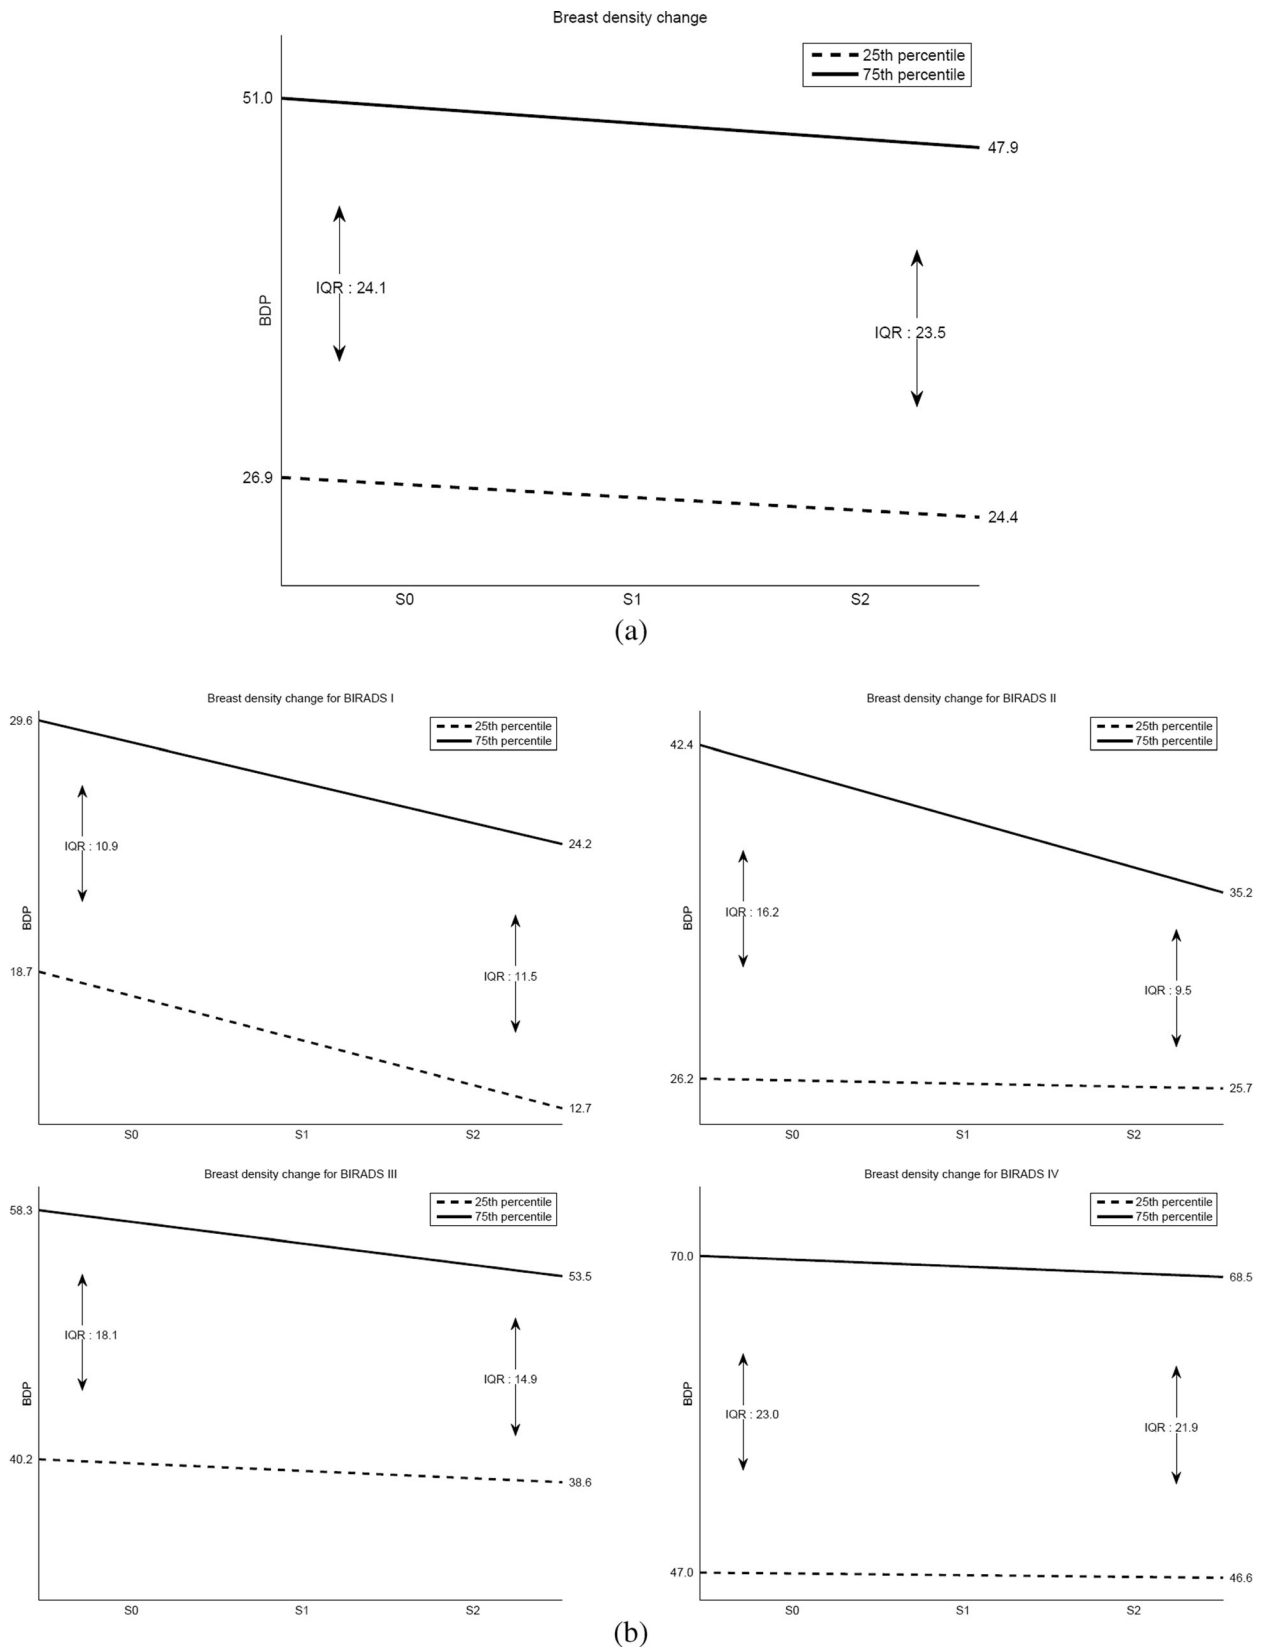 Breast density change
25th percentile
75th percentile
51.0
47.9
IQR : 24.1
BDP
IQR : 23.5
26.9
24.4
S0 S1 S2
(a)
Breast density change for BIRADS I
25th percentile
75th percentile
29.6
24.2
IQR : 10.9
BDP
18.7
IQR : 11.5
12.7
S0 S1 S2
Breast density change for BIRADS II
25th percentile
75th percentile
42.4
35.2
IQR : 16.2
BDP
IQR : 9.5
26.2
25.7
S0 S1 S2
Breast density change for BIRADS III
25th percentile
75th percentile
58.3
53.5
IQR : 18.1
IQR : 14.9
BDP
40.2
38.6
S0 S1 S2
Breast density change for BIRADS IV
25th percentile
75th percentile
70.0
68.5
BDP
IQR : 23.0
IQR : 21.9
47.0
46.6
S0 S1 S2
(b)